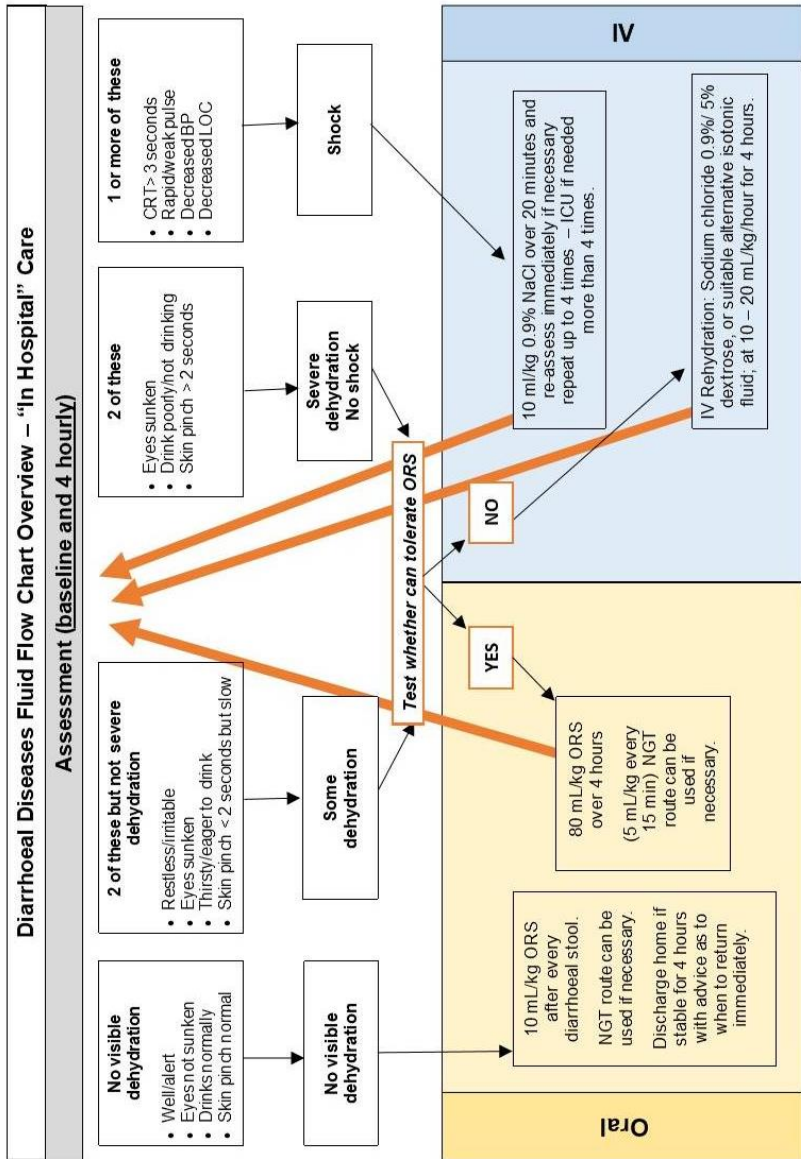 Diarrhoeal Diseases Fluid Flow Chart Overview – “In Hospital” Care
Assessment (baseline and 4 hourly)
No visible
dehydration
• Well/alert
• Eyes not sunken
• Drinks normally
• Skin pinch normal
2 of these but not severe
dehydration
• Restless/irritable
• Eyes sunken
• Thirsty/eager to drink
• Skin pinch < 2 seconds but slow
2 of these
• Eyes sunken
• Drink poorly/not drinking
• Skin pinch > 2 seconds
1 or more of these
• CRT> 3 seconds
• Rapid/weak pulse
• Decreased BP
• Decreased LOC
No visible
dehydration
Some
dehydration
Severe
dehydration
No shock
Shock
Test whether can tolerate ORS
YES
NO
Oral
10 mL/kg ORS
after every
diarrhoeal stool.
NGT route can be
used if necessary.
Discharge home if
stable for 4 hours
with advice as to
when to return
immediately.
80 mL/kg ORS
over 4 hours
(5 mL/kg every
15 min) NGT
route can be
used if
necessary.
10 ml/kg 0.9% NaCl over 20 minutes and
re-assess immediately if necessary
repeat up to 4 times – ICU if needed
more than 4 times.
IV Rehydration: Sodium chloride 0.9%/ 5%
dextrose, or suitable alternative isotonic
fluid; at 10 – 20 mL/kg/hour for 4 hours.
IV